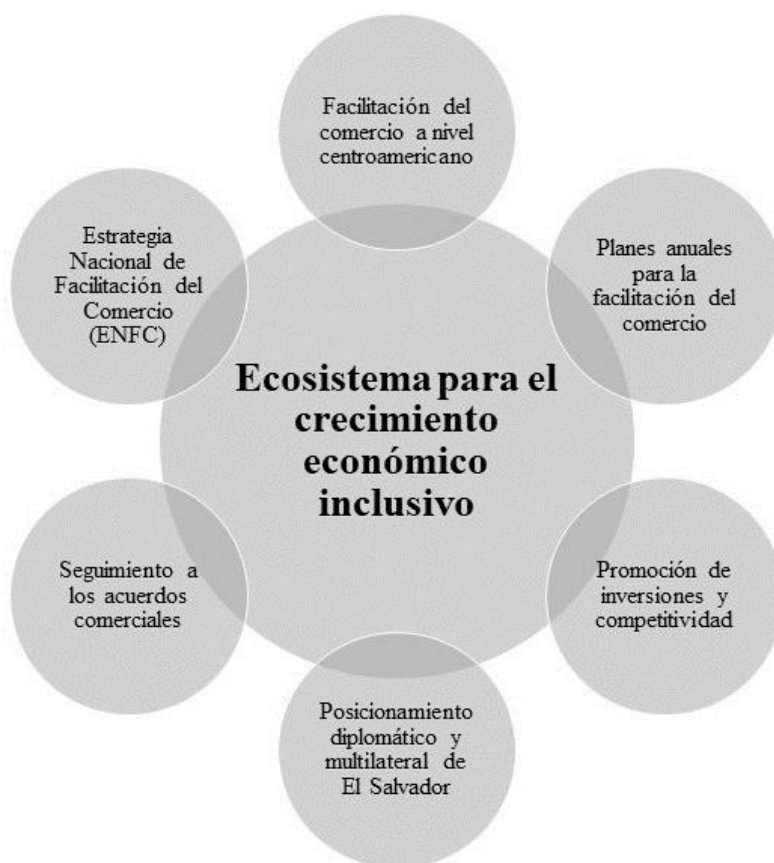 Facilitación del
comercio a nivel
centroamericano
Estrategia
Nacional de
Facilitación del
Comercio
(ENFC)
Planes anuales
para la
facilitación del
comercio
Ecosistema para el
crecimiento
económico
inclusivo
Seguimiento a
los acuerdos
comerciales
Promoción de
inversiones y
competitividad
Posicionamiento
diplomático y
multilateral de
El Salvador